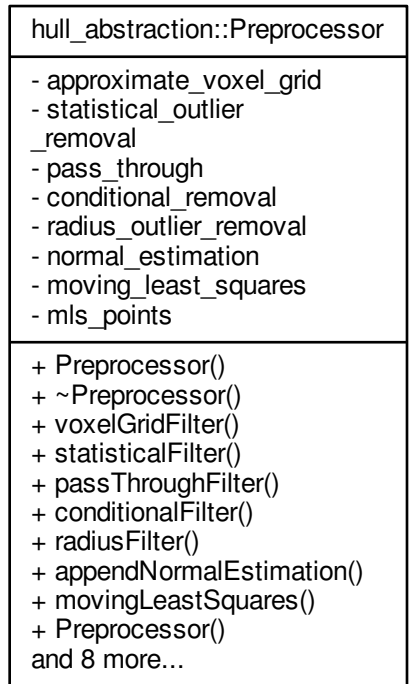 hull_abstraction::Preprocessor
- approximate_voxel_grid
- statistical_outlier
_removal
- pass_through
- conditional_removal
- radius_outlier_removal
- normal_estimation
- moving_least_squares
- mls_points
+ Preprocessor()
+ ~Preprocessor()
+ voxelGridFilter()
+ statisticalFilter()
+ passThroughFilter()
+ conditionalFilter()
+ radiusFilter()
+ appendNormalEstimation()
+ movingLeastSquares()
+ Preprocessor()
and 8 more...